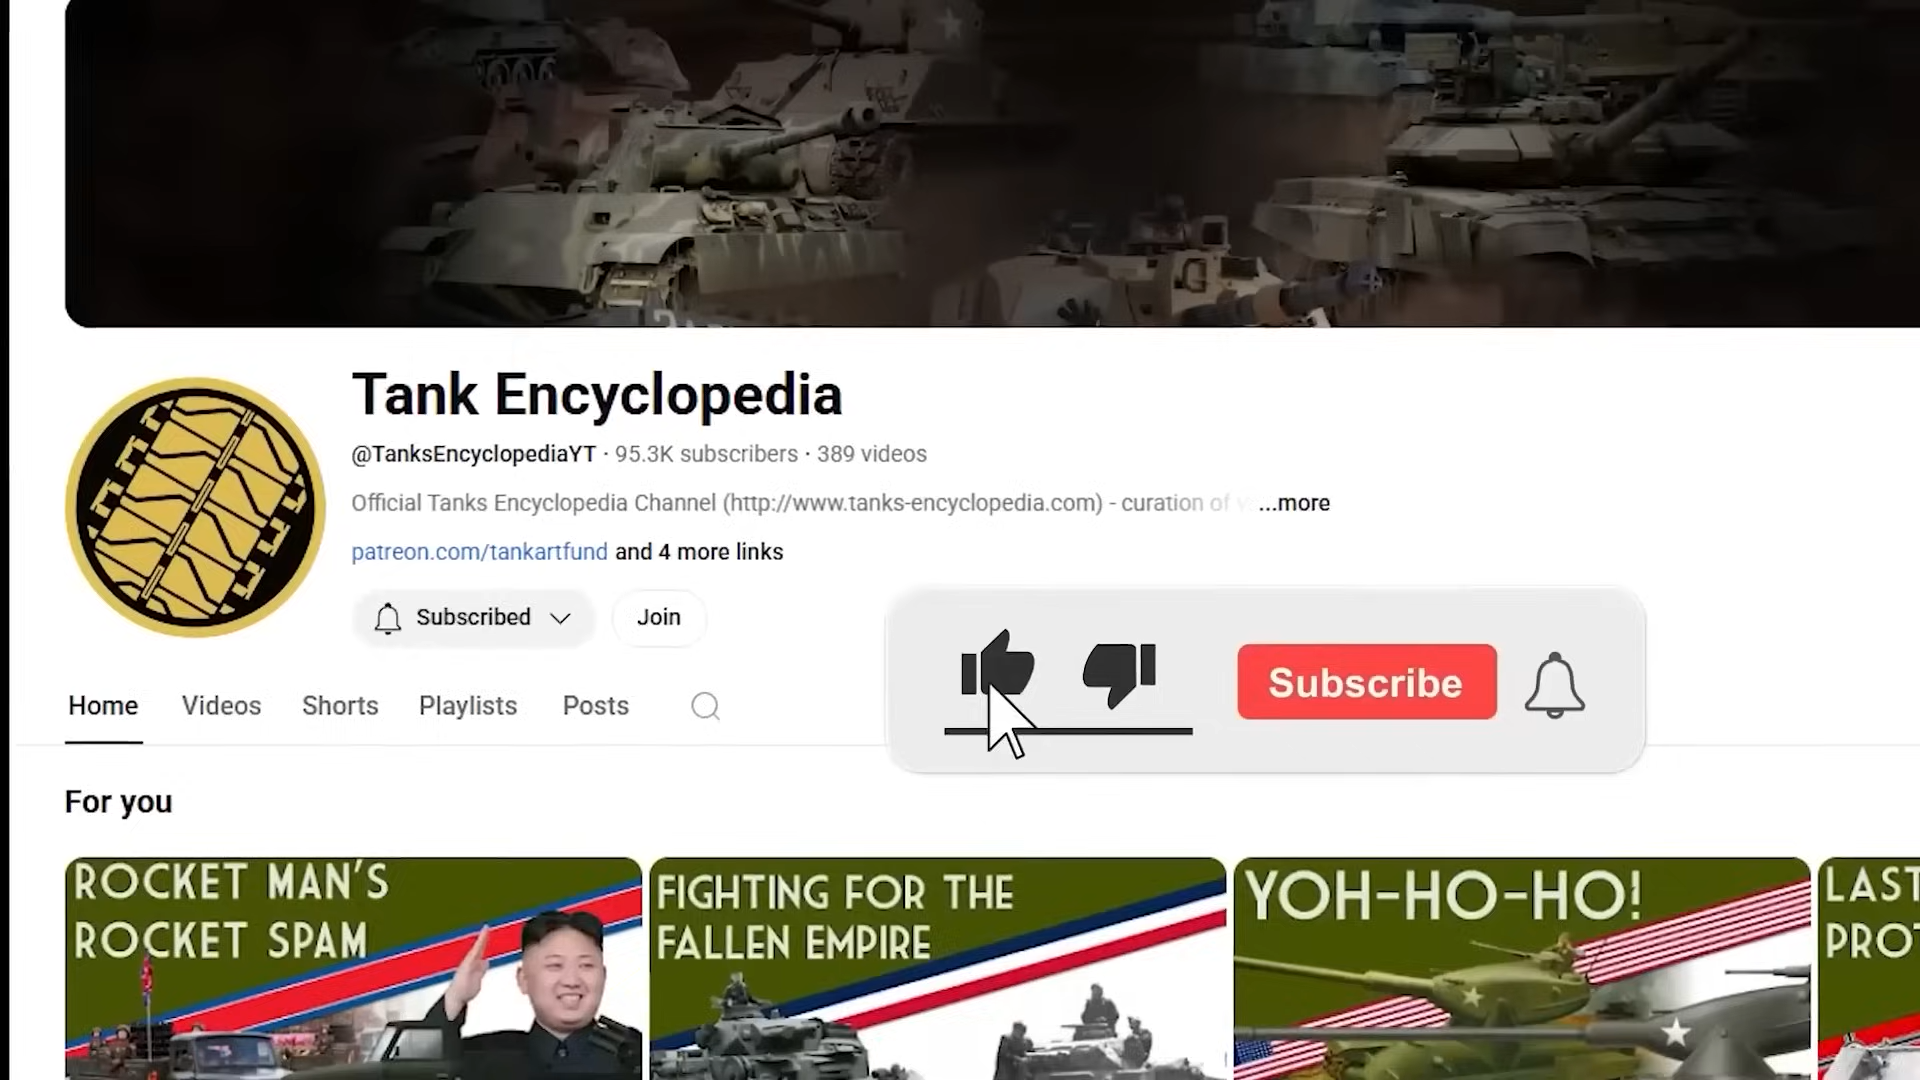 Tank Encyclopedia
@TanksEncyclopediaYT · 95.3K subscribers · 389 videos
Official Tanks Encyclopedia Channel (http://www.tanks-encyclopedia.com) - curation of ...more
patreon.com/tankartfund and 4 more links
Subscribed
Join
Subscribe
Home
Videos
Shorts
Playlists
Posts
For you
ROCKET MAN'S
ROCKET SPAM
FIGHTING FOR THE
FALLEN EMPIRE
YOH-HO-HO!
LAST
PROT